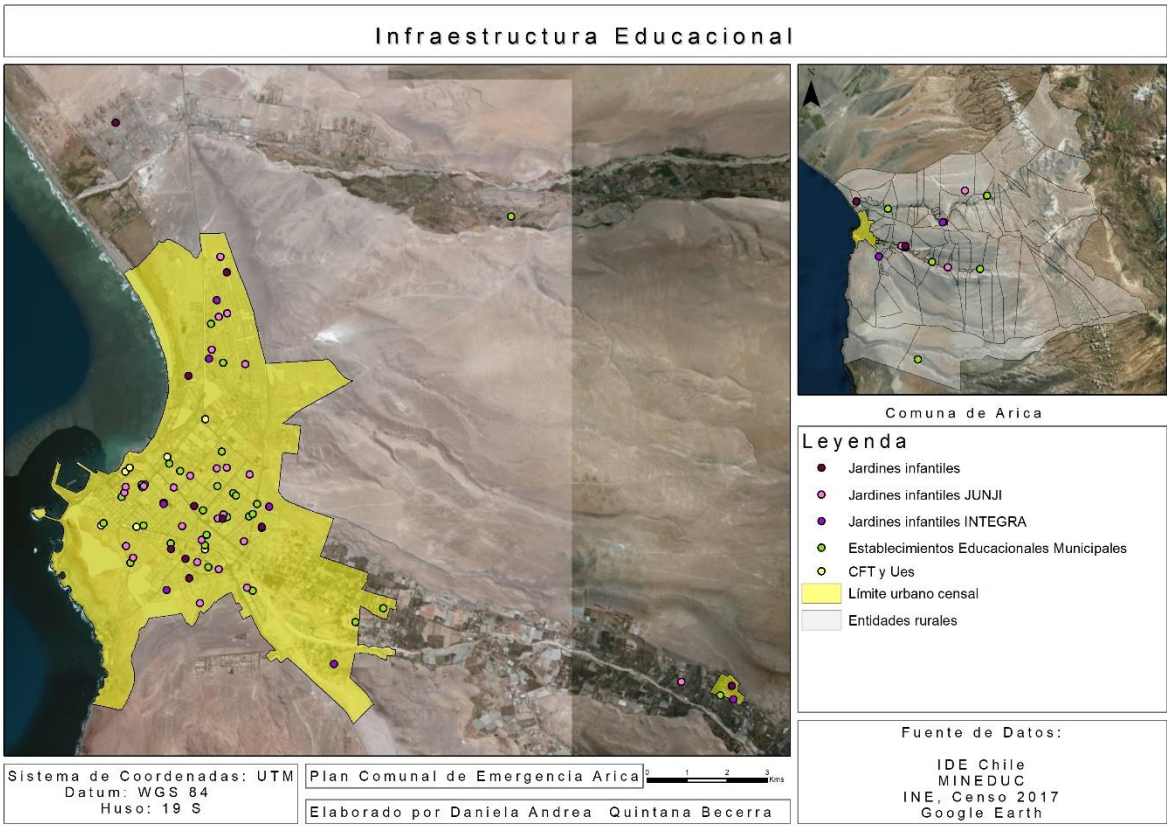 Infraestructura Educacional
N
Comuna de Arica
Leyenda
Jardines infantiles
Jardines infantiles JUNJI
Jardines infantiles INTEGRA
Establecimientos Educacionales Municipales
CFT y Ues
Límite urbano censal
Entidades rurales
Sistema de Coordenadas: UTM
Datum: WGS 84
Huso: 19 S
Plan Comunal de Emergencia Arica
0 1 2 3
Kms
Elaborado por Daniela Andrea Quintana Becerra
Fuente de Datos:
IDE Chile
MINEDUC
INE, Censo 2017
Google Earth